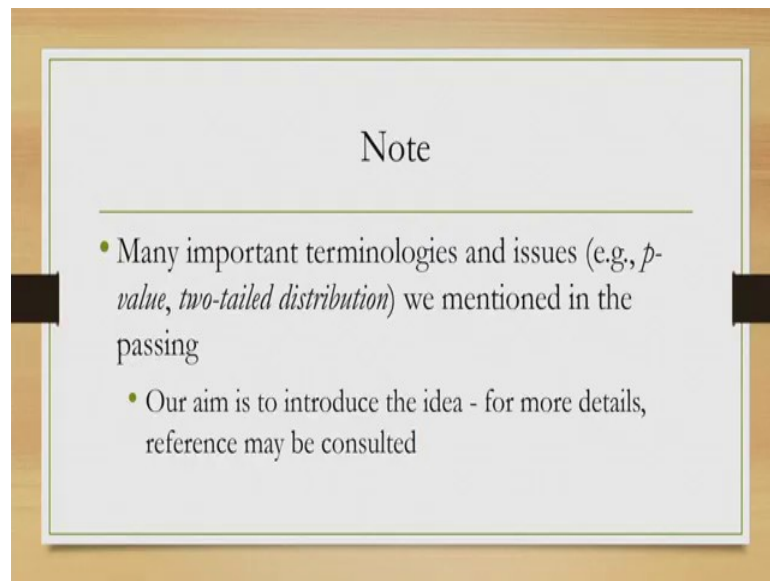 Note
• Many important terminologies and issues (e.g., p-
value, two-tailed distribution) we mentioned in the
passing
• Our aim is to introduce the idea - for more details,
reference may be consulted